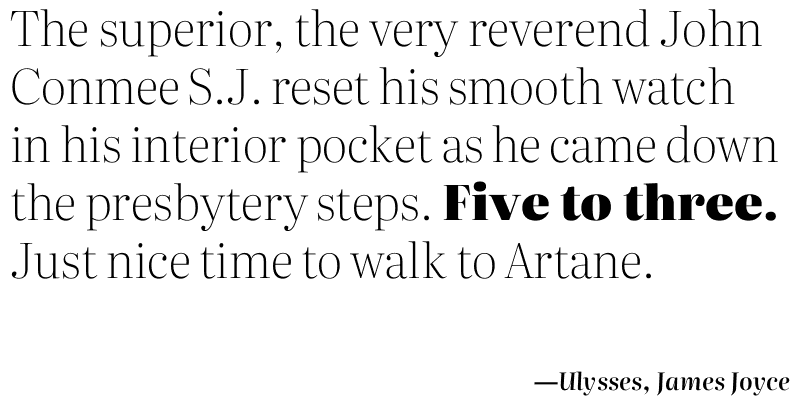 The superior, the very reverend John
Conmee S.J. reset his smooth watch
in his interior pocket as he came down
the presbytery steps. Five to three.
Just nice time to walk to Artane.
—Ulysses, James Joyce